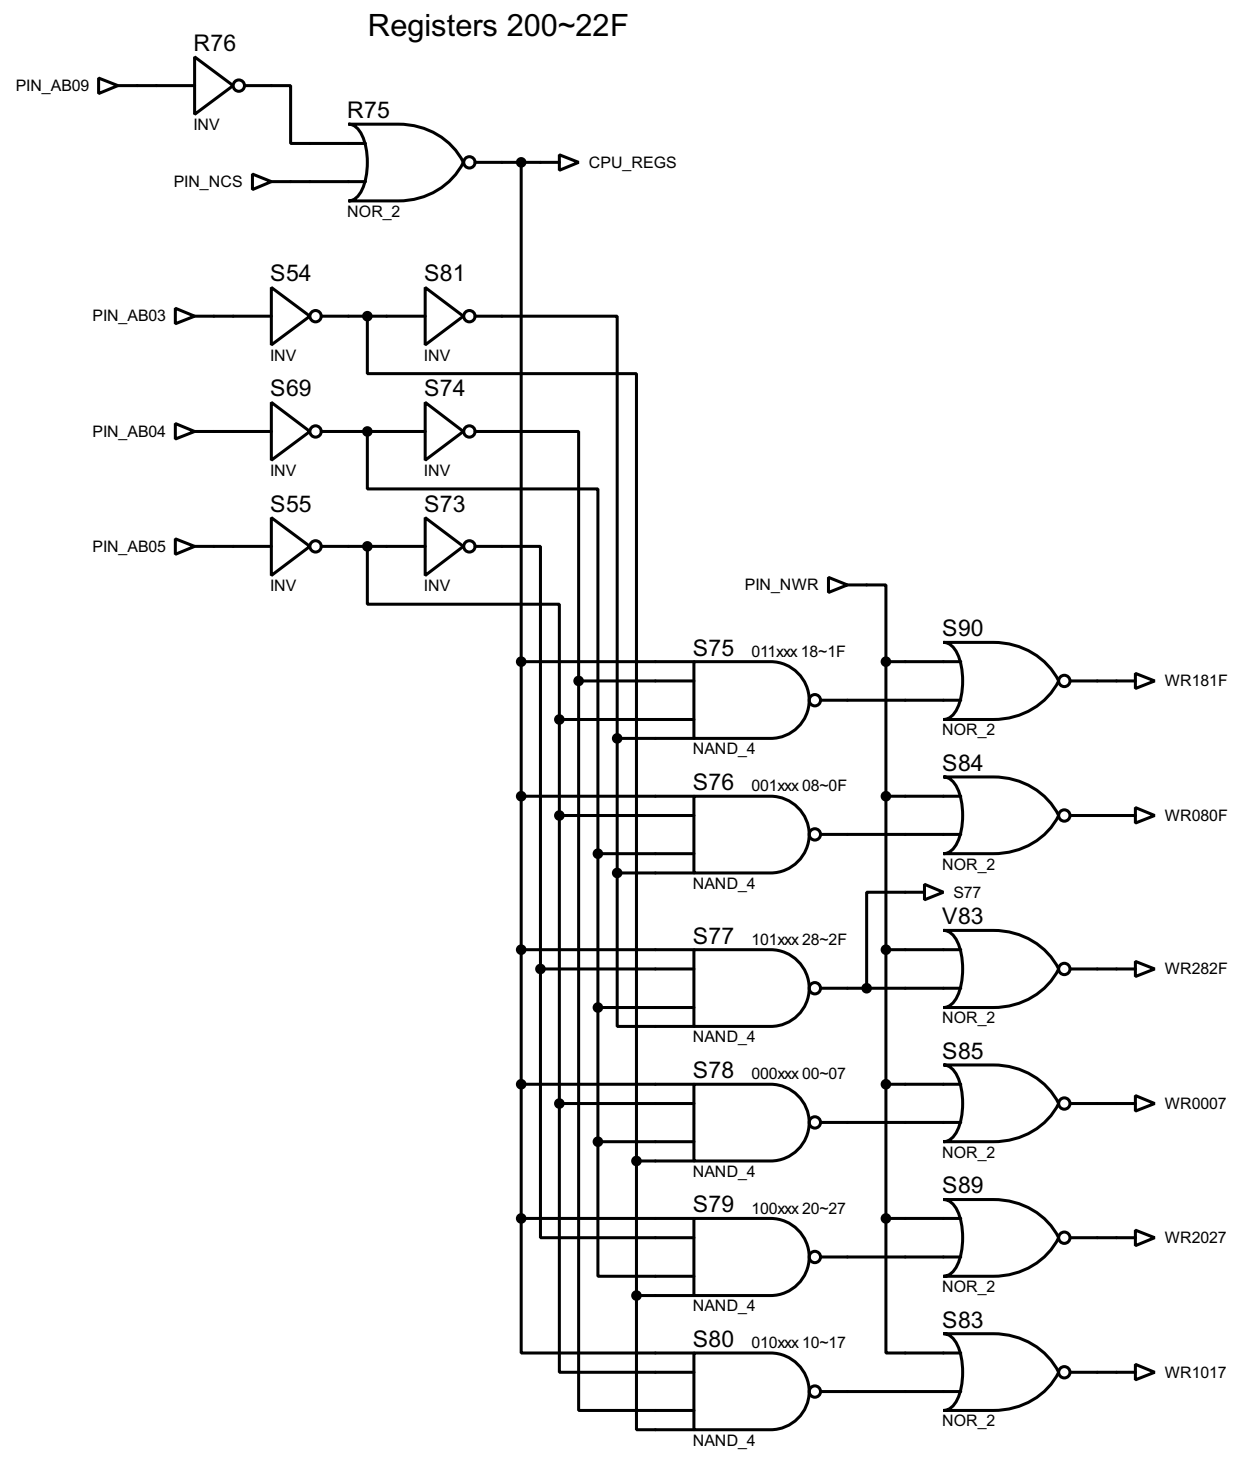 Registers 200~22F
R76
PIN_AB09
INV
R75
CPU_REGS
PIN_NCS
NOR_2
S54
S81
PIN_AB03
INV
INV
S69
S74
PIN_AB04
INV
INV
S55
S73
PIN_AB05
INV
INV
PIN_NWR
S90
S75 011xxx 18~1F
WR181F
NOR_2
NAND_4
S84
S76 001xxx 08~0F
WR080F
NOR_2
NAND_4
S77
V83
S77 101xxx 28~2F
WR282F
NOR_2
NAND_4
S85
S78 000xxx 00~07
WR0007
NOR_2
NAND_4
S89
S79 100xxx 20~27
WR2027
NOR_2
NAND_4
S83
S80 010xxx 10~17
WR1017
NOR_2
NAND_4